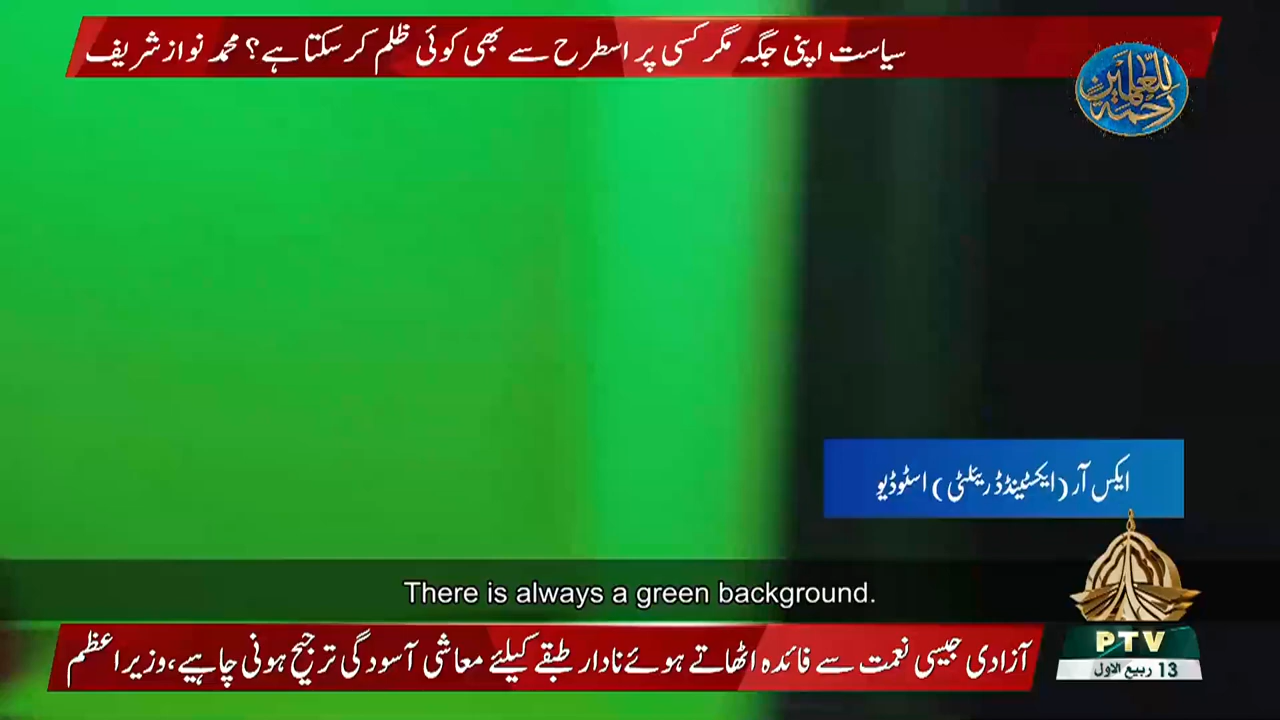 سیاست اپنی جگہ مگر کسی پر اسطرح سے بھی کوئی ظلم کر سکتا ہے؟ محمد نواز شریف
رحمة للعلمين
ایکس آر (ایکسٹینڈڈ ریئلٹی) اسٹوڈیو
There is always a green background.
آزادی جیسی نعمت سے فائدہ اٹھاتے ہوئے نادار طبقے کیلئے معاشی آسودگی ترجیح ہونی چاہیے، وزیراعظم
PTV
13 ربیع الاول